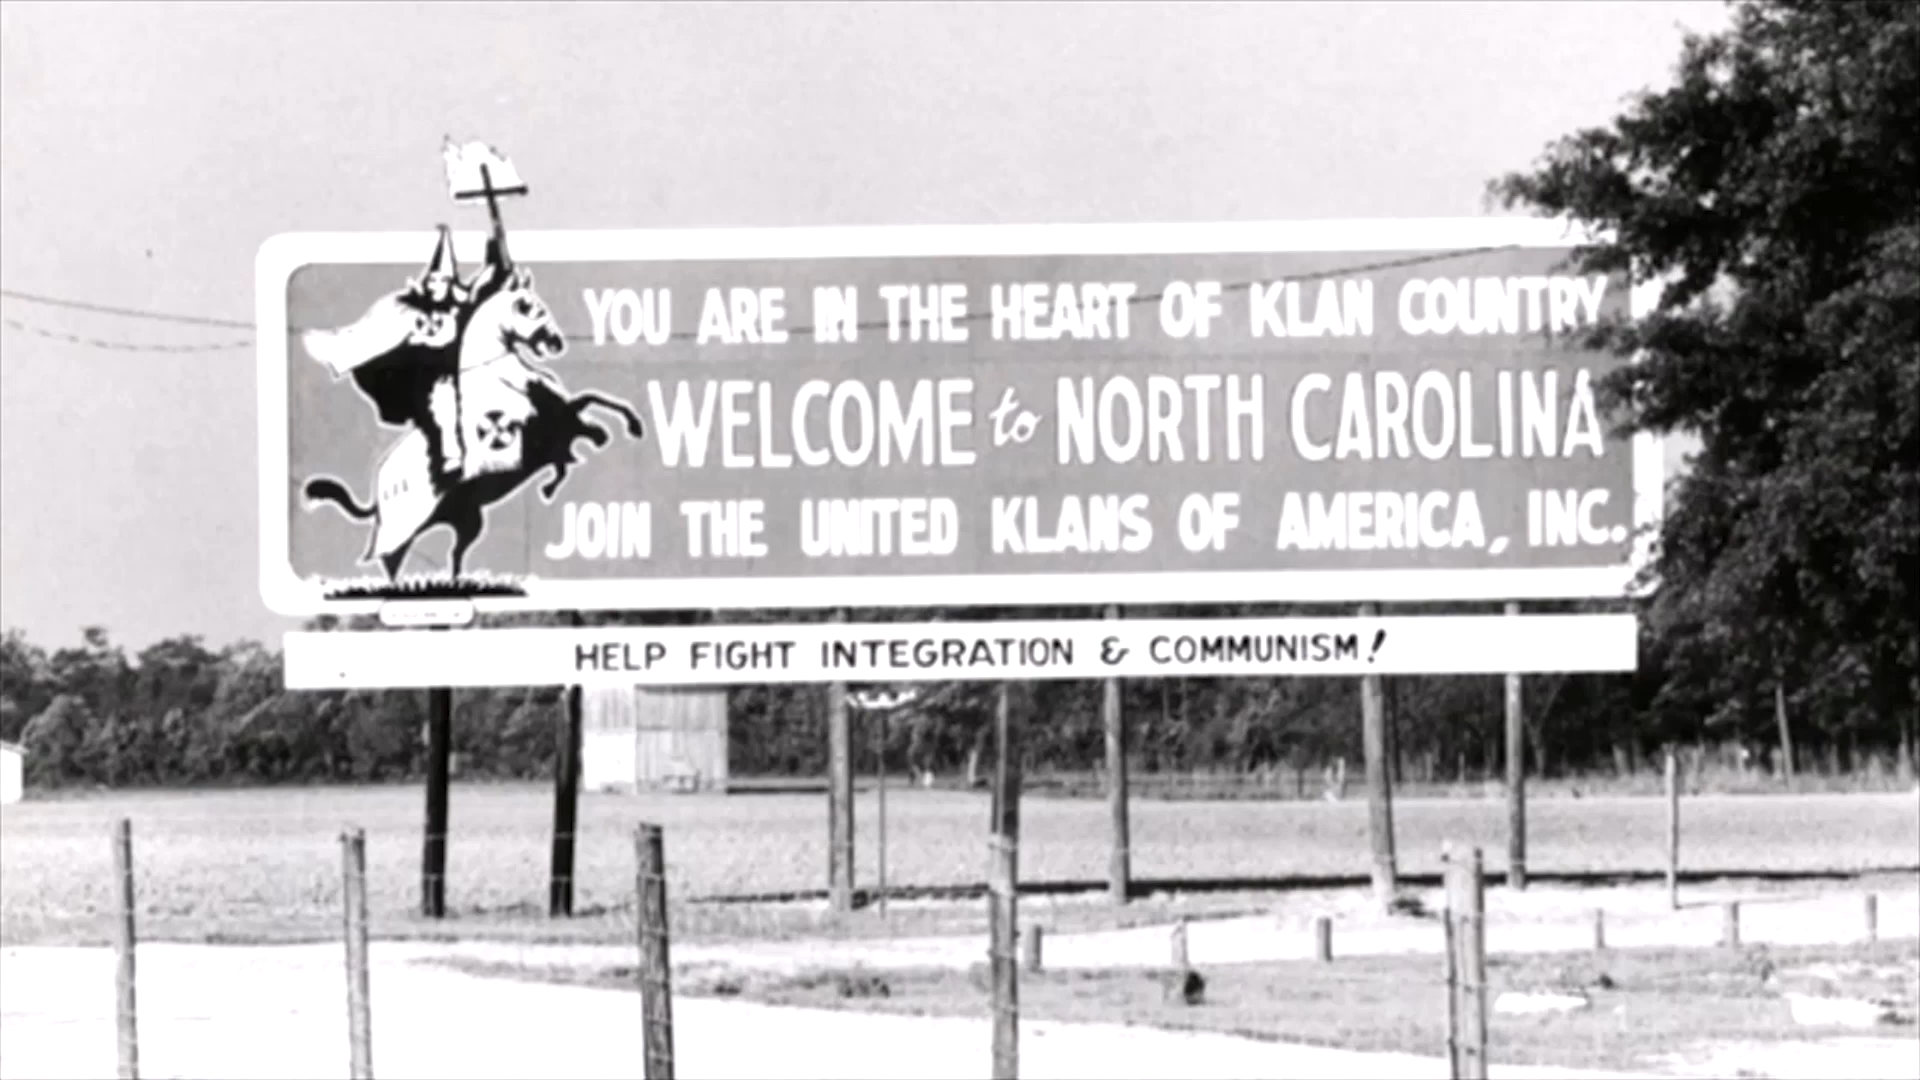 YOU ARE IN THE HEART OF KLAN COUNTRY
WELCOME to NORTH CAROLINA
JOIN THE UNITED KLANS OF AMERICA, INC.
HELP FIGHT INTEGRATION & COMMUNISM!